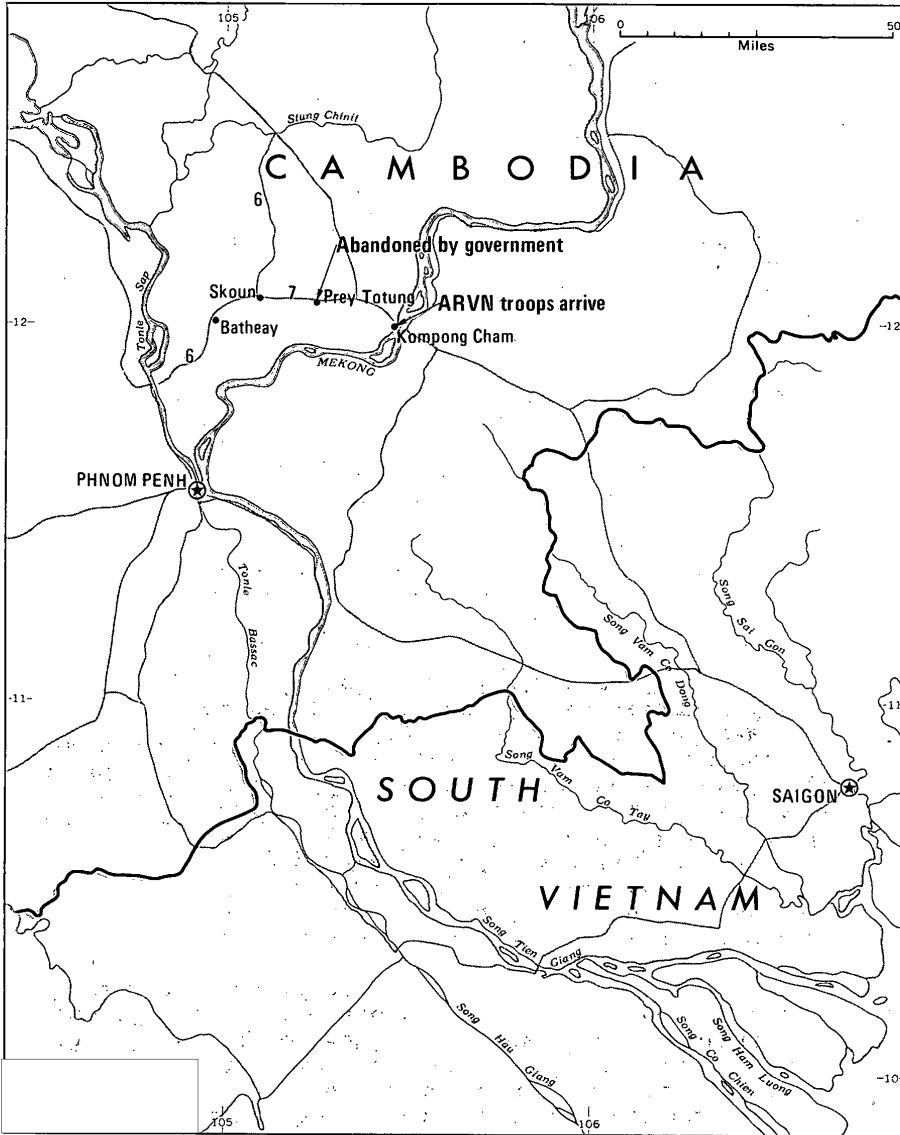 105
106
0
50
Miles
Stung Chinit
CAMBODIA
6
Abandoned by government
Tonle Sap
Skoun
7
Prey Totung
ARVN troops arrive
-12-
Batheay
Kompong Cham
-12
6
MEKONG
PHNOM PENH
Tonle Bassac
Song Sai Gon
Song Vam Co Dong
-11-
-11
Song Vam Co Tay
SOUTH
SAIGON
VIETNAM
Song Tien Giang
Song Hau Giang
Song Co Chien
Song Ham Luong
-10-
105
106